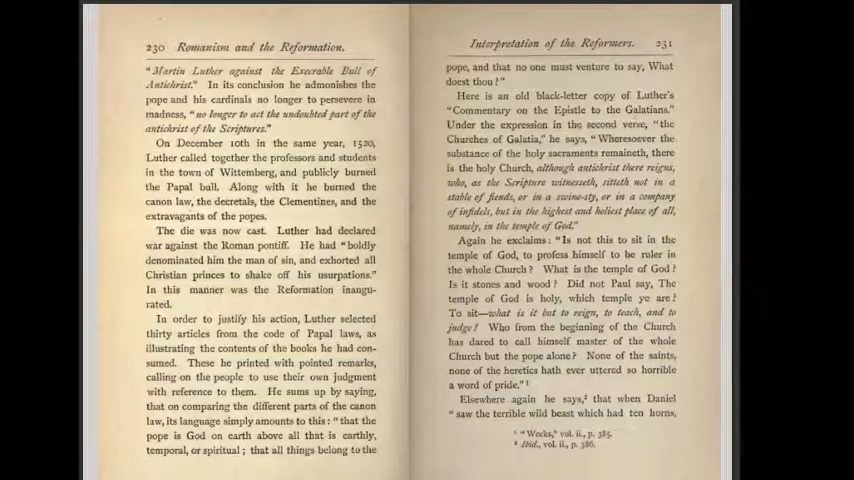 230 Romanism and the Reformation.
"Martin Luther against the Execrable Bull of
Antichrist." In its conclusion he admonishes the
pope and his cardinals no longer to persevere in
madness, "no longer to act the undoubted part of the
antichrist of the Scriptures."
On December 10th in the same year, 1520,
Luther called together the professors and students
in the town of Wittemberg, and publicly burned
the Papal bull. Along with it he burned the
canon law, the decretals, the Clementines, and the
extravagants of the popes.
The die was now cast. Luther had declared
war against the Roman pontiff. He had "boldly
denominated him the man of sin, and exhorted all
Christian princes to shake off his usurpations."
In this manner was the Reformation inaugu-
rated.
In order to justify his action, Luther selected
thirty articles from the code of Papal laws, as
illustrating the contents of the books he had con-
sumed. These he printed with pointed remarks,
calling on the people to use their own judgment
with reference to them. He sums up by saying,
that on comparing the different parts of the canon
law, its language simply amounts to this: "that the
pope is God on earth above all that is earthly,
temporal, or spiritual; that all things belong to the
Interpretation of the Reformers. 231
pope, and that no one must venture to say, What
doest thou?"
Here is an old black-letter copy of Luther's
"Commentary on the Epistle to the Galatians."
Under the expression in the second verse, "the
Churches of Galatia," he says, "Wheresoever the
substance of the holy sacraments remaineth, there
is the holy Church, although antichrist there reigns,
who, as the Scripture witnesseth, sitteth not in a
stable of fiends, or in a swine-sty, or in a company
of infidels, but in the highest and holiest place of all,
namely, in the temple of God."
Again he exclaims: "Is not this to sit in the
temple of God, to profess himself to be ruler in
the whole Church? What is the temple of God?
Is it stones and wood? Did not Paul say, The
temple of God is holy, which temple ye are?
To sit—what is it but to reign, to teach, and to
judge? Who from the beginning of the Church
has dared to call himself master of the whole
Church but the pope alone? None of the saints,
none of the heretics hath ever uttered so horrible
a word of pride."¹
Elsewhere again he says,² that when Daniel
"saw the terrible wild beast which had ten horns,
¹ "Works," vol. ii., p. 385.
² Ibid., vol. ii., p. 386.